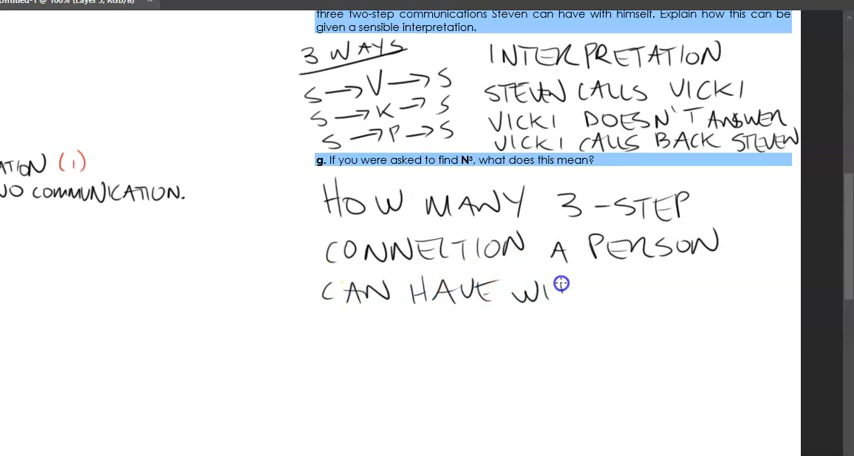 three two-step communications Steven can have with himself. Explain how this can be
given a sensible interpretation.
3 WAYS
S → V → S
S → K → S
S → P → S
INTERPRETATION
STEVEN CALLS VICKI
VICKI DOESN'T ANSWER
VICKI CALLS BACK STEVEN
ATION (1)
NO COMMUNICATION.
g. If you were asked to find N³, what does this mean?
HOW MANY 3-STEP
CONNECTION A PERSON
CAN HAVE WI